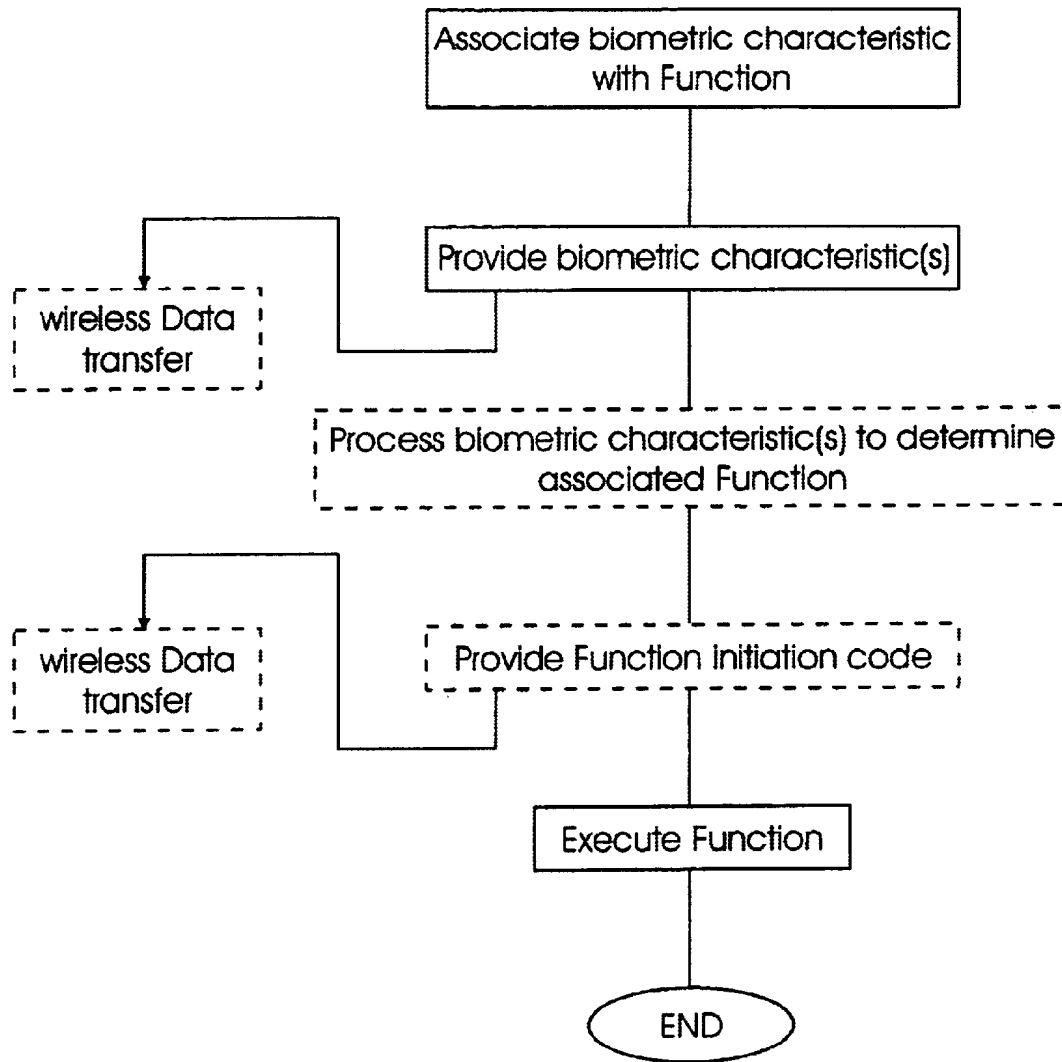 Associate biometric characteristic
with Function
Provide biometric characteristic(s)
wireless Data
transfer
Process biometric characteristic(s) to determine
associated Function
Provide Function initiation code
wireless Data
transfer
Execute Function
END